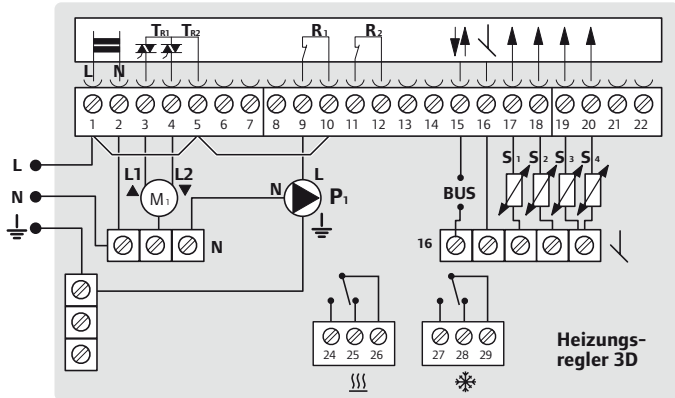 TR1 TR2 R1 R2
L N
1 2 3 4 5 6 7 8 9 10 11 12 13 14 15 16 17 18 19 20 21 22
L
N
L1 L2
M1
N L
P1
BUS
S1 S2 S3 S4
N
16
24 25 26
27 28 29
Heizungs-
regler 3D